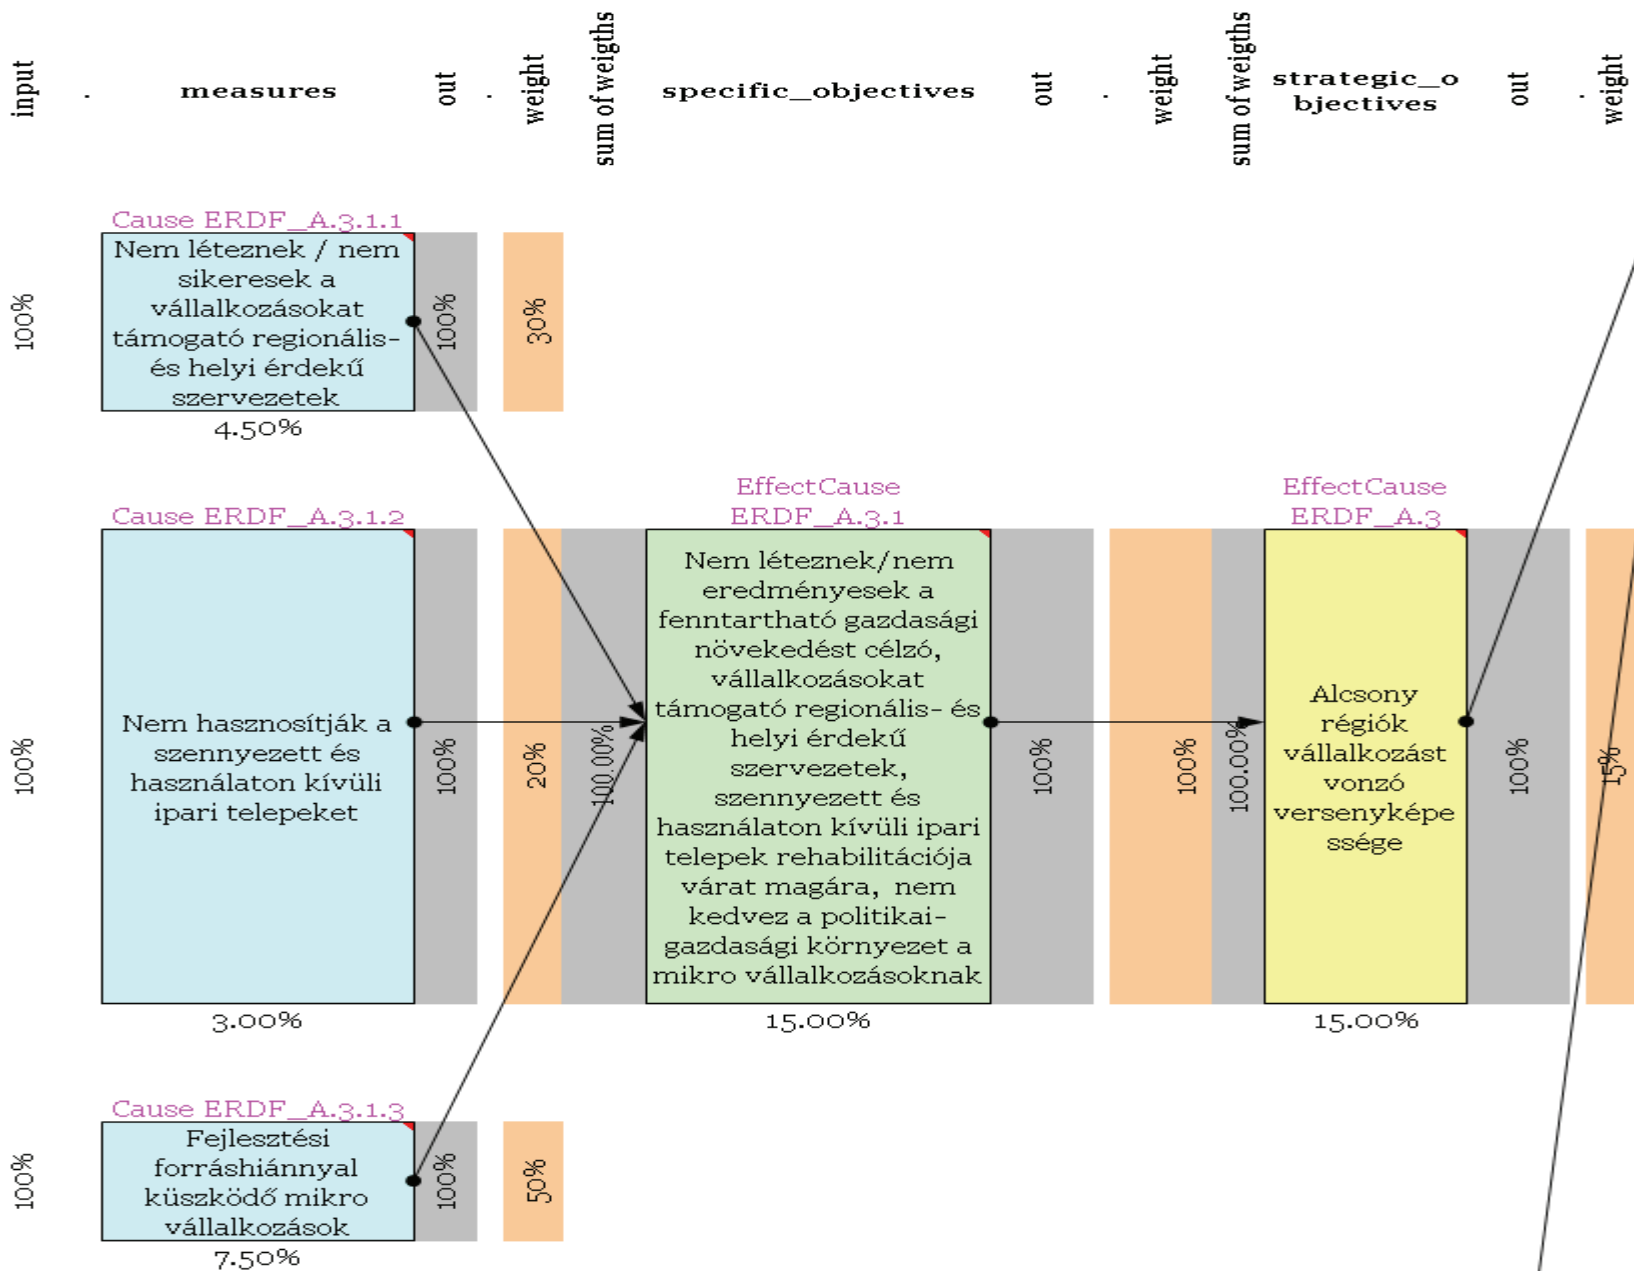 input . measures out . weight sum of weigths specific_objectives out . weight sum of weigths strategic_o out . weight
bjectives
Cause ERDF_A.3.1.1
100%
Nem léteznek / nem
sikeresek a
vállalkozásokat
támogató regionális-
és helyi érdekű
szervezetek
100%
30%
4.50%
Cause ERDF_A.3.1.2
100%
Nem hasznosítják a
szennyezett és
használaton kívüli
ipari telepeket
100%
20%
100.00%
3.00%
EffectCause
ERDF_A.3.1
Nem léteznek/nem
eredményesek a
fenntartható gazdasági
növekedést célzó,
vállalkozásokat
támogató regionális- és
helyi érdekű
szervezetek,
szennyezett és
használaton kívüli ipari
telepek rehabilitációja
várat magára, nem
kedvez a politikai-
gazdasági környezet a
mikro vállalkozásoknak
100%
100%
100.00%
15.00%
EffectCause
ERDF_A.3
Alcsony
régiók
vállalkozást
vonzó
versenyképe
ssége
100%
15%
15.00%
Cause ERDF_A.3.1.3
100%
Fejlesztési
forráshiánnyal
küszködő mikro
vállalkozások
100%
50%
7.50%